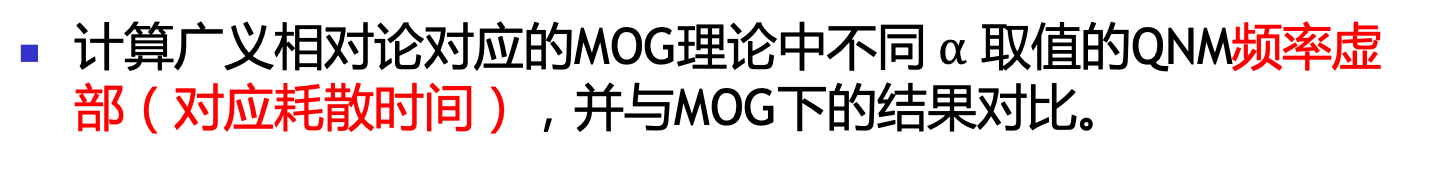 计算广义相对论对应的MOG理论中不同 α 取值的QNM频率虚
部（对应耗散时间），并与MOG下的结果对比。